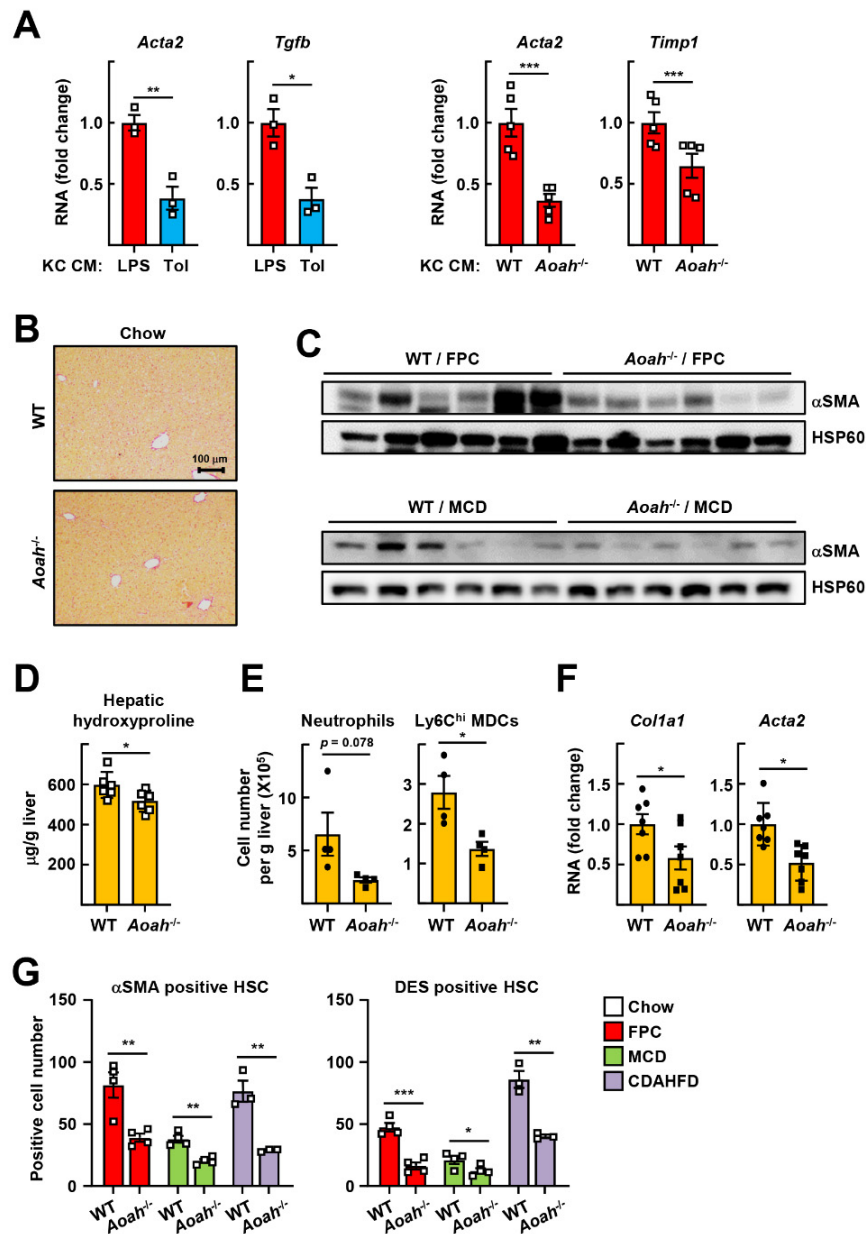 A
Acta2 Tgfb Acta2 Timp1
** * *** ***
RNA (fold change)
1.0 1.0 1.0 1.0
0.5 0.5 0.5 0.5
KC CM: LPS Tol LPS Tol KC CM: WT Aoah-/- WT Aoah-/-
B
Chow
WT
100 μm
Aoah-/-
C
WT / FPC Aoah-/- / FPC
αSMA
HSP60
WT / MCD Aoah-/- / MCD
αSMA
HSP60
D
Hepatic
hydroxyproline
*
μg/g liver
600
400
200
WT Aoah-/-
E
Neutrophils Ly6Chi MDCs
p = 0.078 *
Cell number
per g liver (X10⁵)
10
5
3
2
1
WT Aoah-/- WT Aoah-/-
F
Col1a1 Acta2
* *
RNA (fold change)
1.5 1.5
1.0 1.0
0.5 0.5
WT Aoah-/- WT Aoah-/-
G
αSMA positive HSC DES positive HSC
Positive cell number
150 150
100 100
50 50
0 0
** ** ** *** * **
WT Aoah-/- WT Aoah-/- WT Aoah-/- WT Aoah-/- WT Aoah-/- WT Aoah-/-
Chow
FPC
MCD
CDAHFD